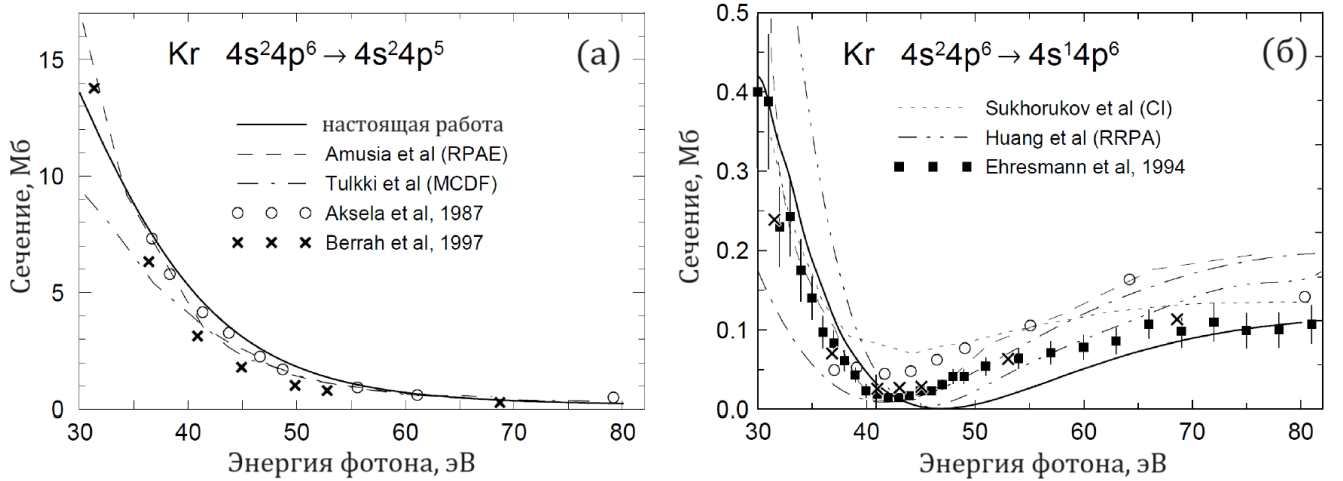 Kr 4s²4p⁶ → 4s²4p⁵
(а)
настоящая работа
Amusia et al (RPAE)
Tulkki et al (MCDF)
Aksela et al, 1987
Berrah et al, 1997
Сечение, Мб
15
10
5
0
30 40 50 60 70 80
Энергия фотона, эВ
Kr 4s²4p⁶ → 4s¹4p⁶
(б)
Sukhorukov et al (CI)
Huang et al (RRPA)
Ehresmann et al, 1994
Сечение, Мб
0.5
0.4
0.3
0.2
0.1
0.0
30 40 50 60 70 80
Энергия фотона, эВ